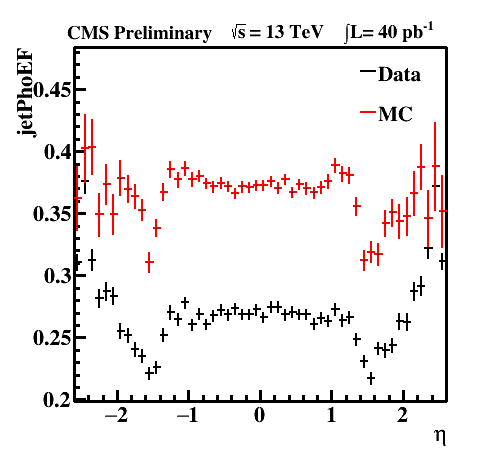 CMS Preliminary √s = 13 TeV ∫L= 40 pb⁻¹
jetPhoEF
Data
MC
0.45
0.4
0.35
0.3
0.25
0.2
−2 −1 0 1 2
η